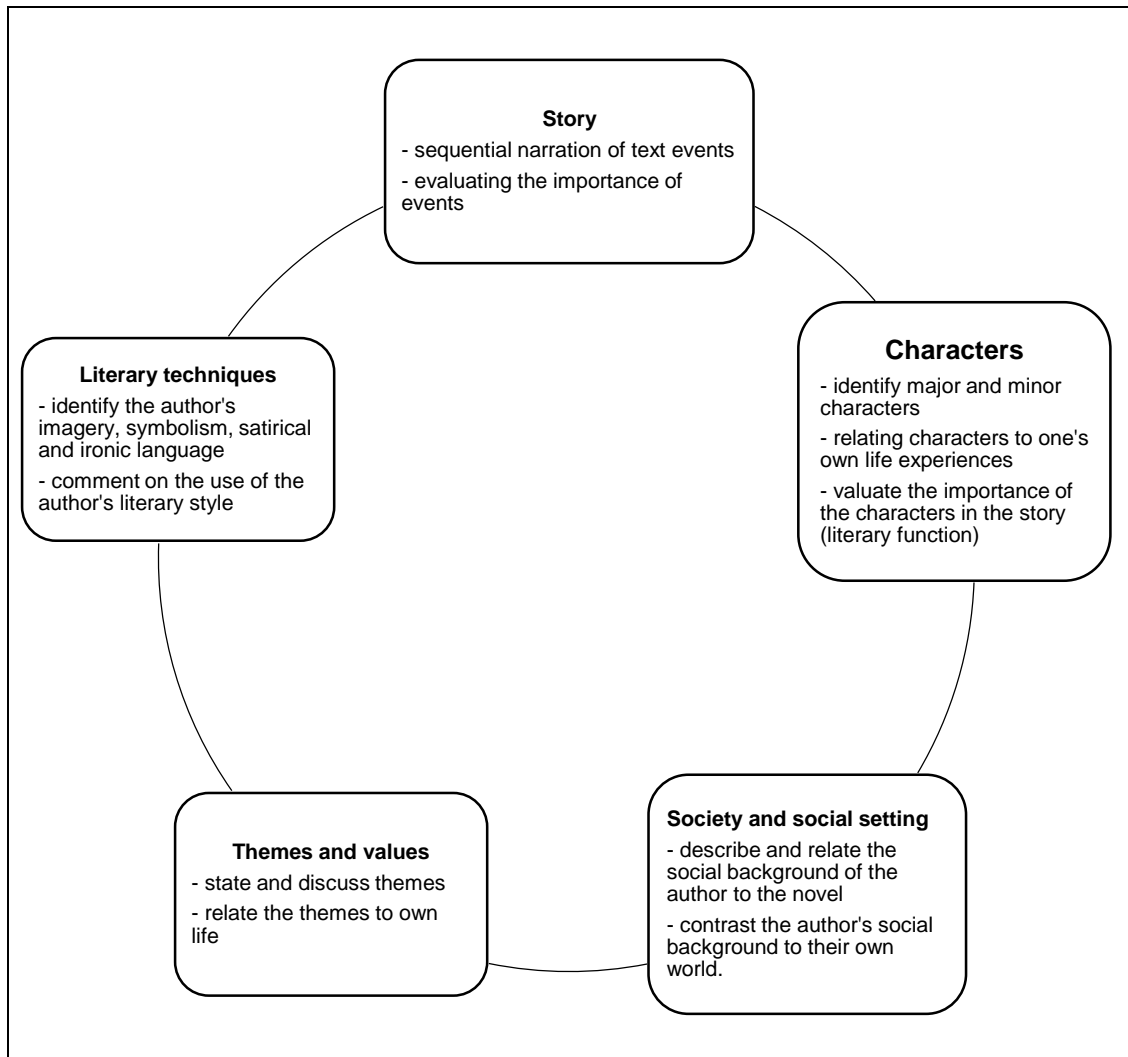 Story
- sequential narration of text events
- evaluating the importance of
events
Characters
- identify major and minor
characters
- relating characters to one's
own life experiences
- valuate the importance of
the characters in the story
(literary function)
Society and social setting
- describe and relate the
social background of the
author to the novel
- contrast the author's social
background to their own
world.
Themes and values
- state and discuss themes
- relate the themes to own
life
Literary techniques
- identify the author's
imagery, symbolism, satirical
and ironic language
- comment on the use of the
author's literary style